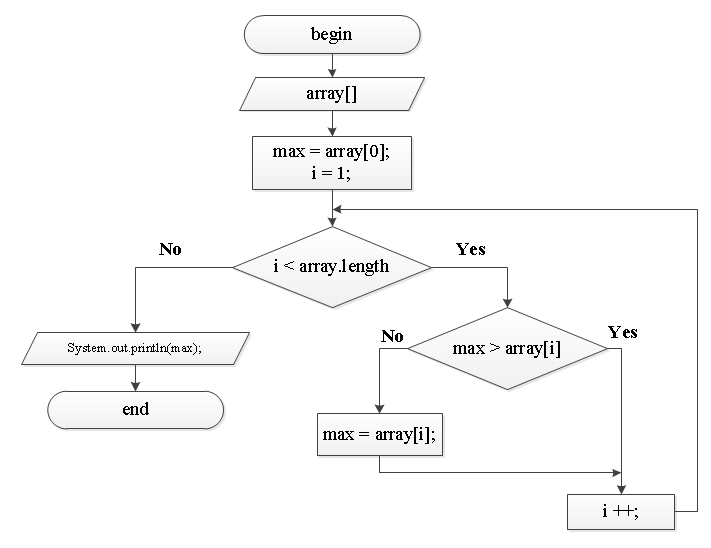 begin
array[]
max = array[0];
i = 1;
i < array.length
No
Yes
System.out.println(max);
end
max > array[i]
No
Yes
max = array[i];
i ++;